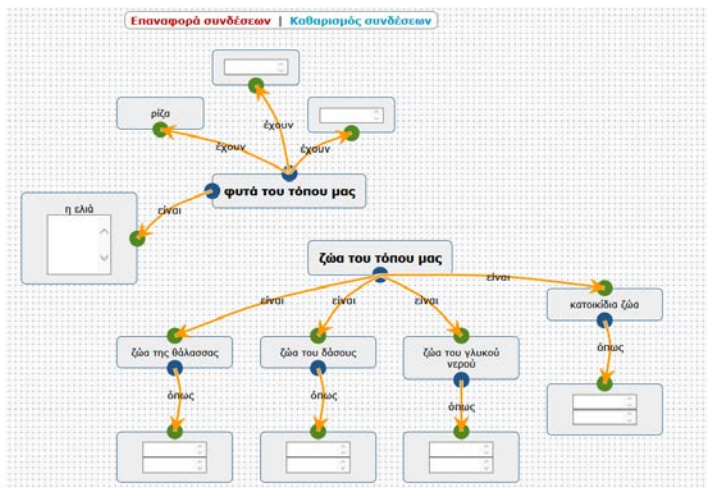 Επαναφορά συνδέσεων | Καθαρισμός συνδέσεων
ρίζα
έχουν
έχουν
έχουν
φυτά του τόπου μας
είναι
η ελιά
ζώα του τόπου μας
είναι
είναι
είναι
είναι
κατοικίδια ζώα
ζώα της θάλασσας
ζώα του δάσους
ζώα του γλυκού
νερού
όπως
όπως
όπως
όπως